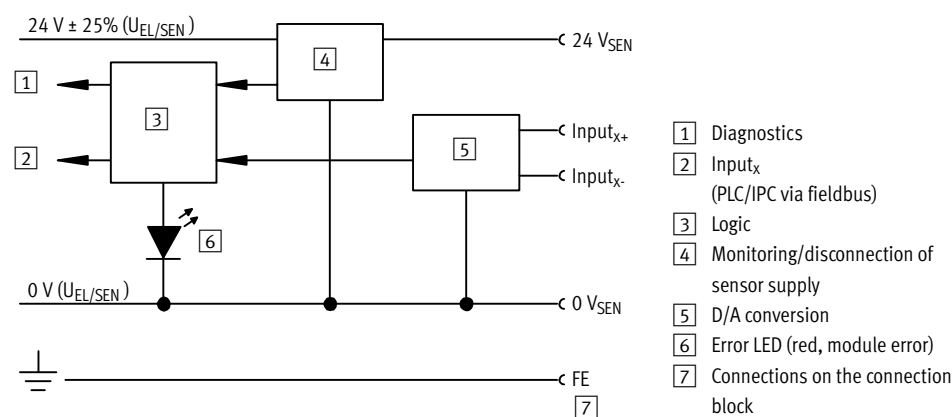 24 V ± 25% (U_EL/SEN)
24 V_SEN
4
1
3
5
Input_x+
2
Input_x-
6
0 V (U_EL/SEN)
0 V_SEN
FE
7
1 Diagnostics
2 Input_x
(PLC/IPC via fieldbus)
3 Logic
4 Monitoring/disconnection of
sensor supply
5 D/A conversion
6 Error LED (red, module error)
7 Connections on the connection
block